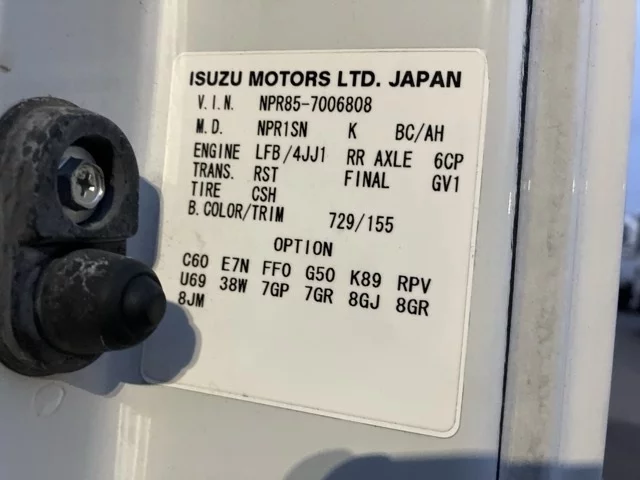 ISUZU MOTORS LTD. JAPAN
V.I.N. NPR85-7006808
M.D. NPR1SN K BC/AH
ENGINE LFB/4JJ1 RR AXLE 6CP
TRANS. RST FINAL GV1
TIRE CSH
B.COLOR/TRIM 729/155
OPTION
C60 E7N FF0 G50 K89 RPV
U69 38W 7GP 7GR 8GJ 8GR
8JM